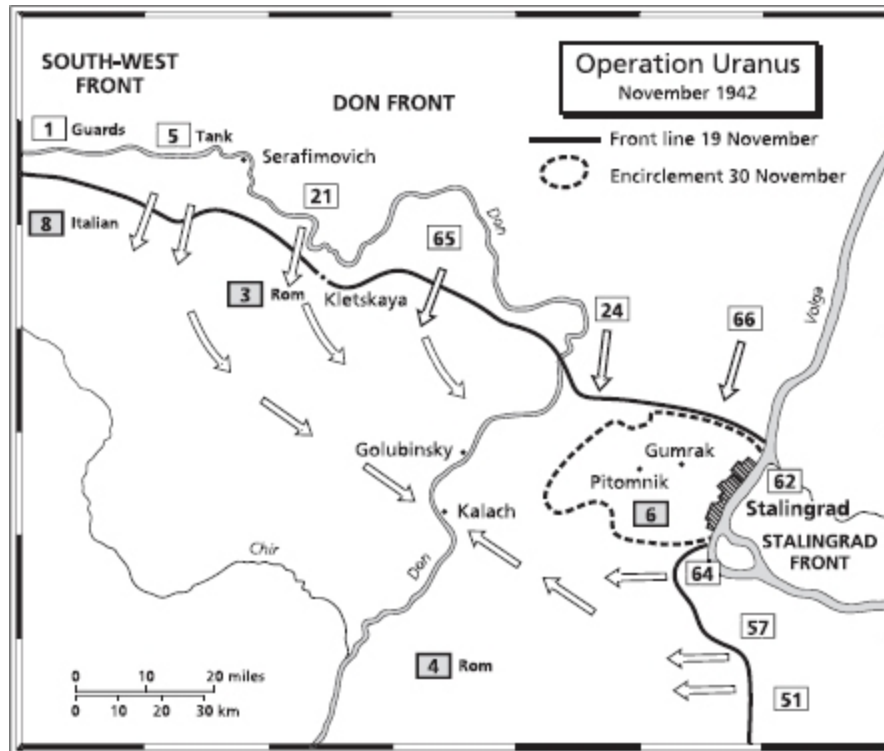 SOUTH-WEST
FRONT
DON FRONT
Operation Uranus
November 1942
Front line 19 November
Encirclement 30 November
1 Guards
5 Tank
Serafimovich
21
8 Italian
65
Don
3 Rom
Kletskaya
24
66
Volga
Golubinsky
Gumrak
Pitomnik
62
6
Stalingrad
Kalach
STALINGRAD
FRONT
Chir
Don
64
57
4 Rom
51
0 10 20 miles
0 10 20 30 km